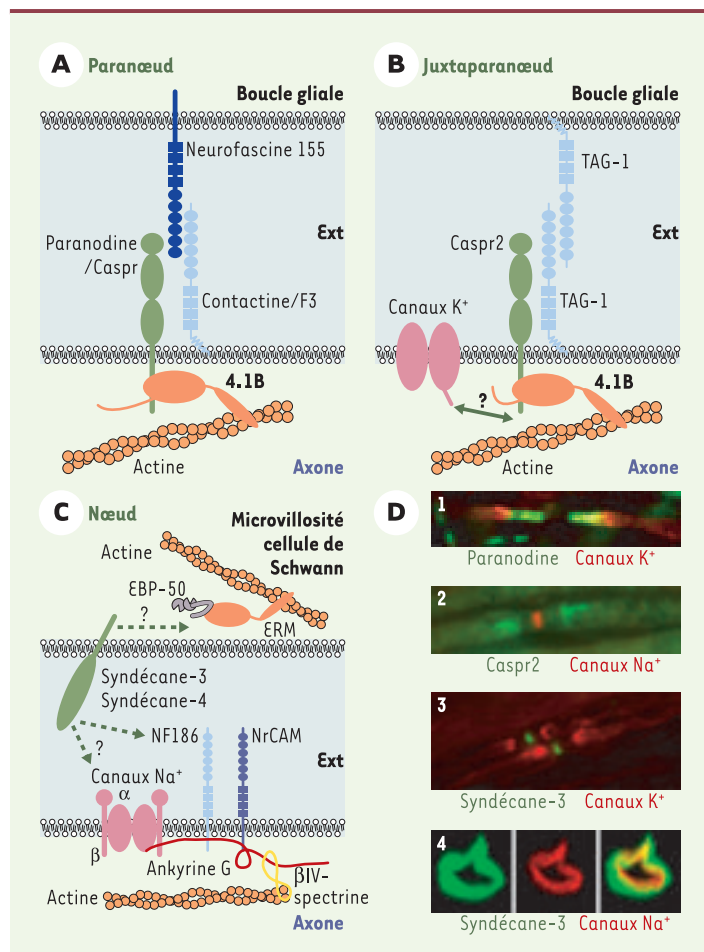 A Paranœud
Boucle gliale
Neurofascine 155
Paranodine
/Caspr
Ext
Contactine/F3
4.1B
Actine
Axone
B Juxtaparanœud
Boucle gliale
TAG-1
Ext
Caspr2
Canaux K⁺
TAG-1
4.1B
?
Actine
Axone
C Nœud
Microvillosité
cellule de
Schwann
Actine
EBP-50
?
ERM
Syndécane-3
Syndécane-4
?
NF186
NrCAM
Ext
Canaux Na⁺
α
β
Ankyrine G
βIV-
spectrine
Actine
Axone
D
1
Paranodine Canaux K⁺
2
Caspr2 Canaux Na⁺
3
Syndécane-3 Canaux K⁺
4
Syndécane-3 Canaux Na⁺